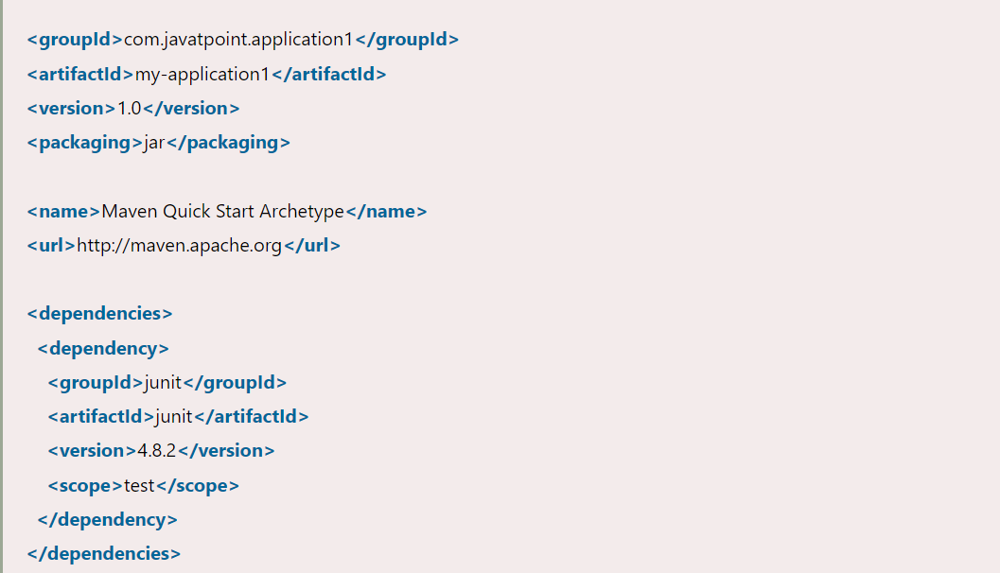 <groupId>com.javatpoint.application1</groupId>
<artifactId>my-application1</artifactId>
<version>1.0</version>
<packaging>jar</packaging>
<name>Maven Quick Start Archetype</name>
<url>http://maven.apache.org</url>
<dependencies>
<dependency>
<groupId>junit</groupId>
<artifactId>junit</artifactId>
<version>4.8.2</version>
<scope>test</scope>
</dependency>
</dependencies>